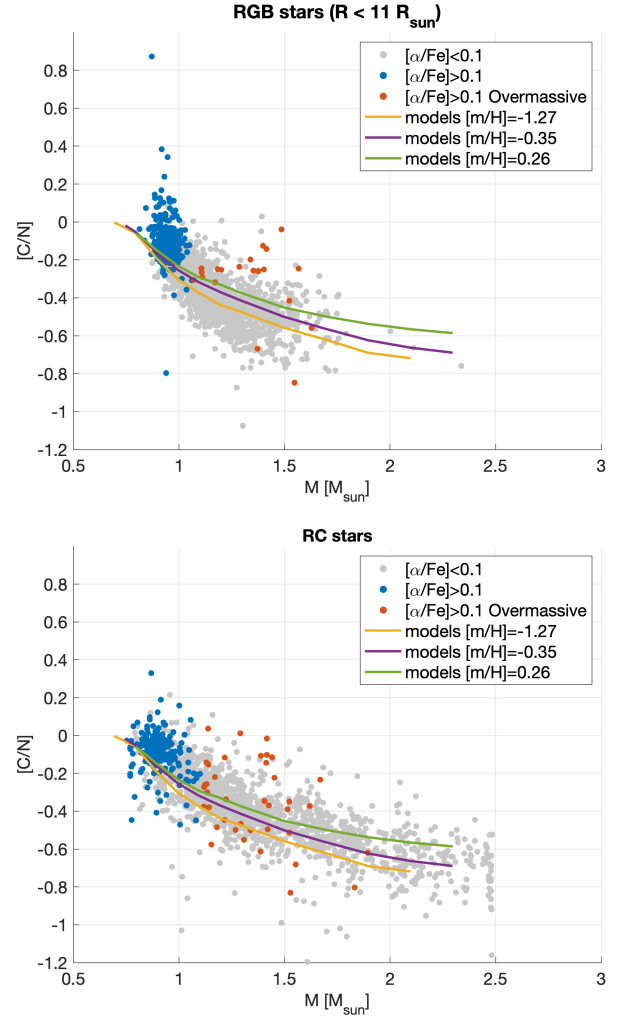 RGB stars (R < 11 R_sun)
[α/Fe]<0.1
[α/Fe]>0.1
[α/Fe]>0.1 Overmassive
models [m/H]=-1.27
models [m/H]=-0.35
models [m/H]=0.26
0.8
0.6
0.4
0.2
0
-0.2
-0.4
-0.6
-0.8
-1
-1.2
[C/N]
0.5 1 1.5 2 2.5 3
M [M_sun]
RC stars
[α/Fe]<0.1
[α/Fe]>0.1
[α/Fe]>0.1 Overmassive
models [m/H]=-1.27
models [m/H]=-0.35
models [m/H]=0.26
0.8
0.6
0.4
0.2
0
-0.2
-0.4
-0.6
-0.8
-1
-1.2
[C/N]
0.5 1 1.5 2 2.5 3
M [M_sun]